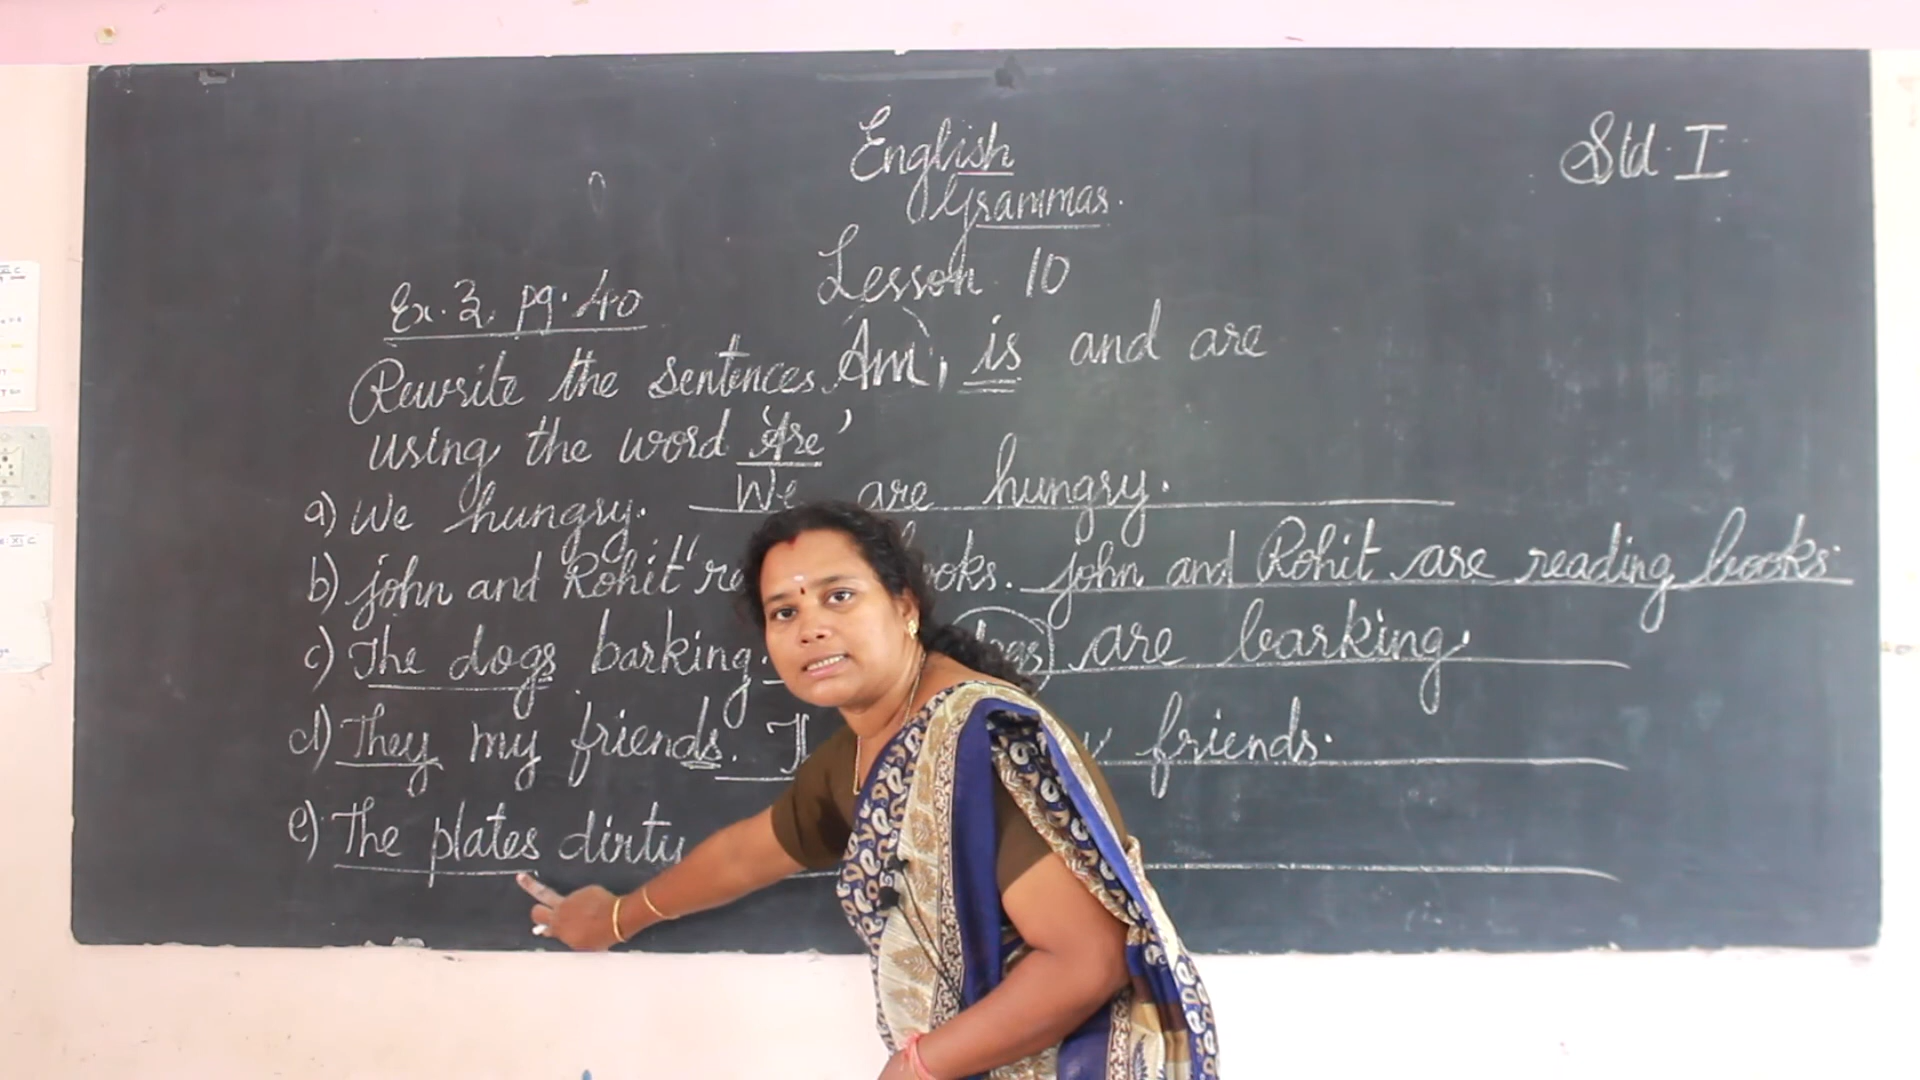 English
Std. I
Grammar.
Lesson 10
Ex. 3, pg. 40
Am, is and are
Rewrite the sentences
using the word 'Are'
a) We hungry. We are hungry.
b) john and Rohit john and Rohit are reading books.
c) The dogs barking. are barking.
d) They my friends. friends.
e) The plates dirty